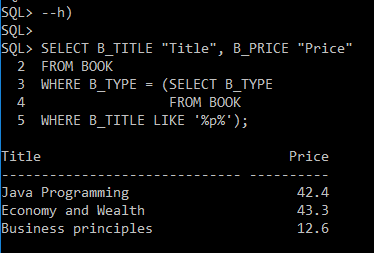 SQL> --h)
SQL>
SQL> SELECT B_TITLE "Title", B_PRICE "Price"
  2  FROM BOOK
  3  WHERE B_TYPE = (SELECT B_TYPE
  4                  FROM BOOK
  5  WHERE B_TITLE LIKE '%p%');
Title                               Price
------------------------------ ----------
Java Programming                     42.4
Economy and Wealth                   43.3
Business principles                  12.6